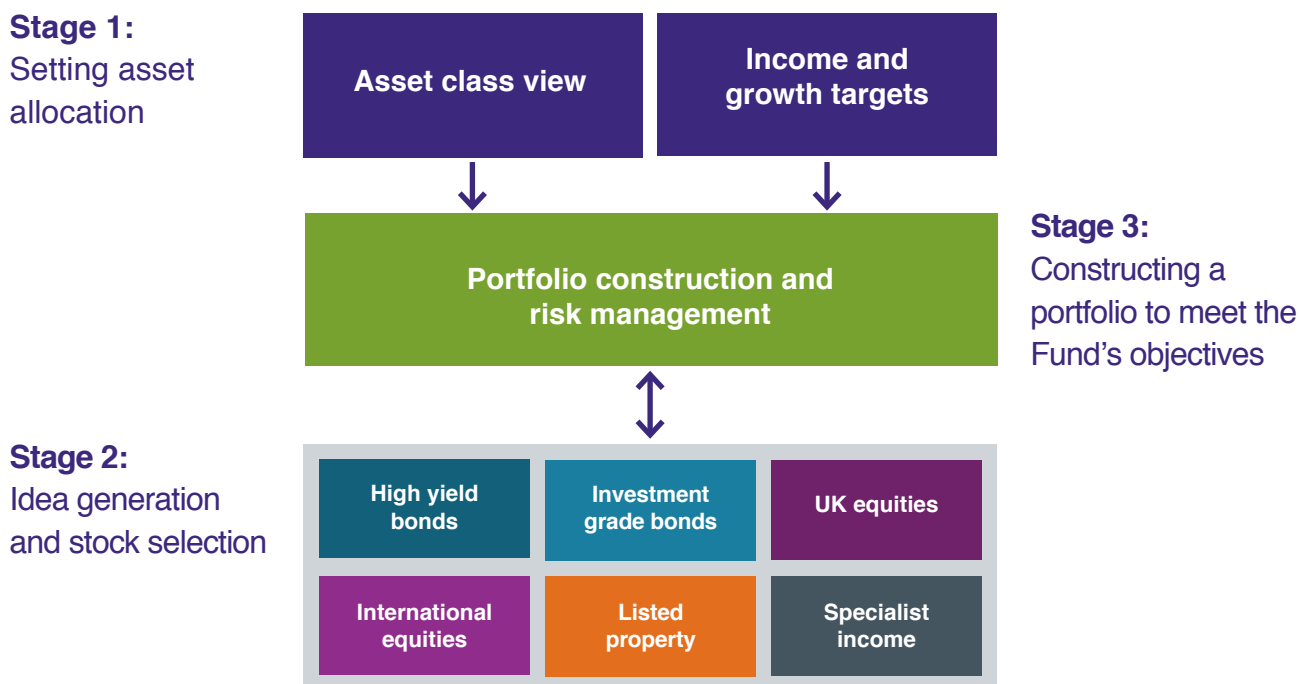 Stage 1:
Setting asset
allocation
Asset class view
Income and
growth targets
Portfolio construction and
risk management
Stage 3:
Constructing a
portfolio to meet the
Fund’s objectives
Stage 2:
Idea generation
and stock selection
High yield
bonds
Investment
grade bonds
UK equities
International
equities
Listed
property
Specialist
income